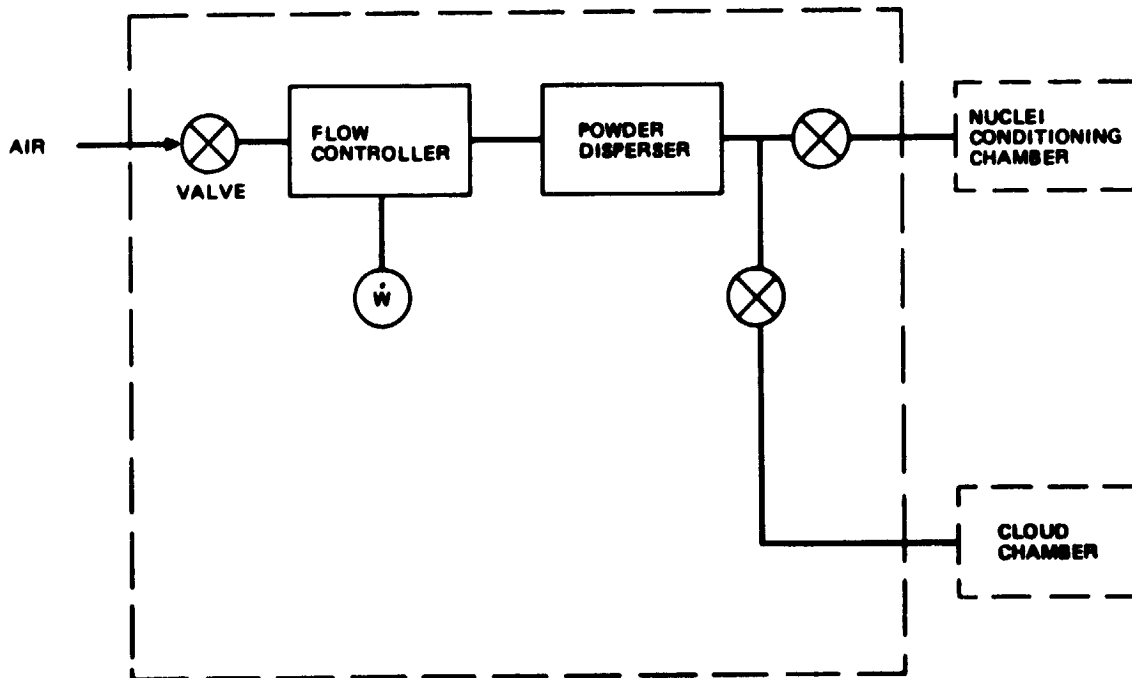 AIR
VALVE
FLOW
CONTROLLER
Ẇ
POWDER
DISPERSER
NUCLEI
CONDITIONING
CHAMBER
CLOUD
CHAMBER